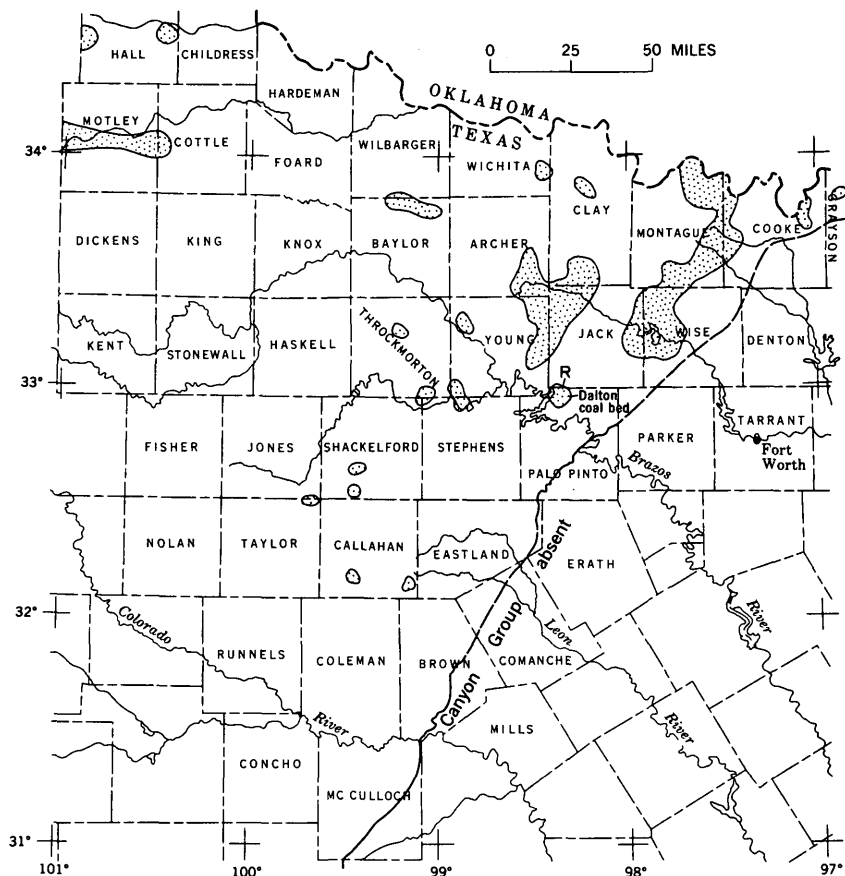 HALL
CHILDRESS
0 25 50 MILES
HARDEMAN
OKLAHOMA
TEXAS
MOTLEY
COTTLE
34°
FOARD
WILBARGER
WICHITA
CLAY
MONTAGUE
COOKE
GRAYSON
DICKENS
KING
KNOX
BAYLOR
ARCHER
KENT
STONEWALL
HASKELL
THROCKMORTON
YOUNG
JACK
WISE
DENTON
33°
R
Dalton
coal bed
FISHER
JONES
SHACKELFORD
STEPHENS
PALO PINTO
PARKER
TARRANT
Fort
Worth
Brazos
River
NOLAN
TAYLOR
CALLAHAN
EASTLAND
ERATH
Canyon Group absent
32°
Colorado
River
RUNNELS
COLEMAN
BROWN
COMANCHE
Leon
River
MILLS
CONCHO
MC CULLOCH
31°
101° 100° 99° 98° 97°